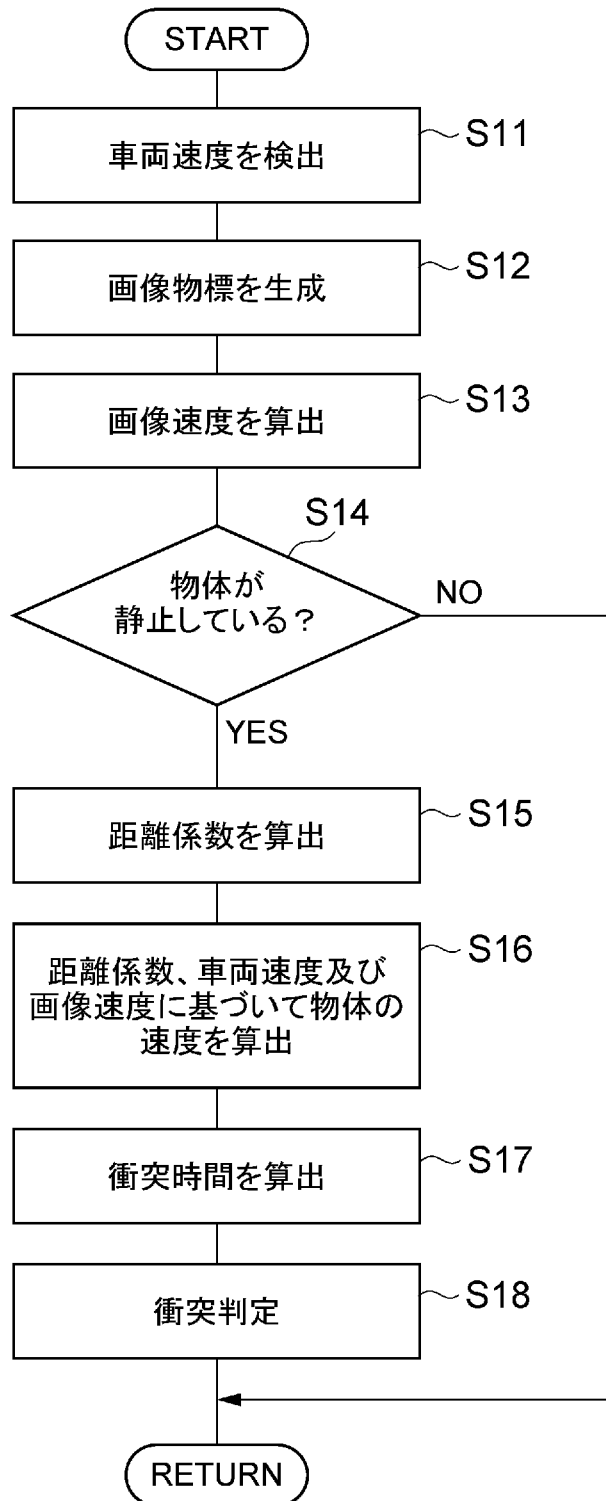 START
車両速度を検出
S11
画像物標を生成
S12
画像速度を算出
S13
S14
物体が
静止している？
NO
YES
距離係数を算出
S15
距離係数、車両速度及び
画像速度に基づいて物体の
速度を算出
S16
衝突時間を算出
S17
衝突判定
S18
RETURN